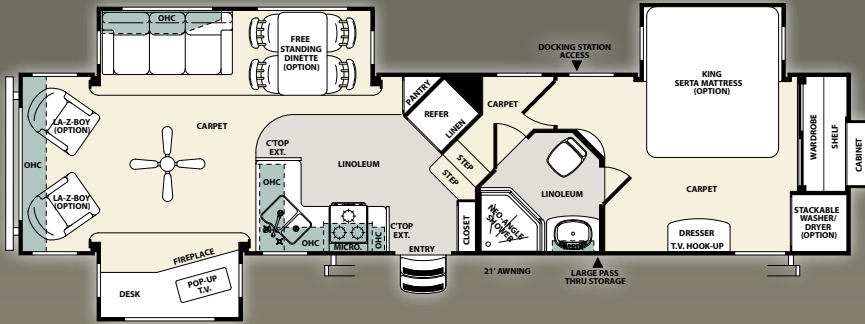 OHC
FREE
STANDING
DINETTE
(OPTION)
DOCKING STATION
ACCESS
KING
SERTA MATTRESS
(OPTION)
PANTRY
REFER
LINEN
CARPET
LA-Z-BOY
(OPTION)
CARPET
C'TOP
EXT.
LINOLEUM
STEP
STEP
OHC
OHC
LINOLEUM
CARPET
WARDROBE
SHELF
CABINET
LA-Z-BOY
(OPTION)
NEO-ANGLE
SHOWER
CLOSET
C'TOP
EXT.
OHC
MICRO.
OHC
ENTRY
MED.
DRESSER
T.V. HOOK-UP
STACKABLE
WASHER/
DRYER
(OPTION)
FIREPLACE
POP-UP
T.V.
DESK
21' AWNING
LARGE PASS
THRU STORAGE